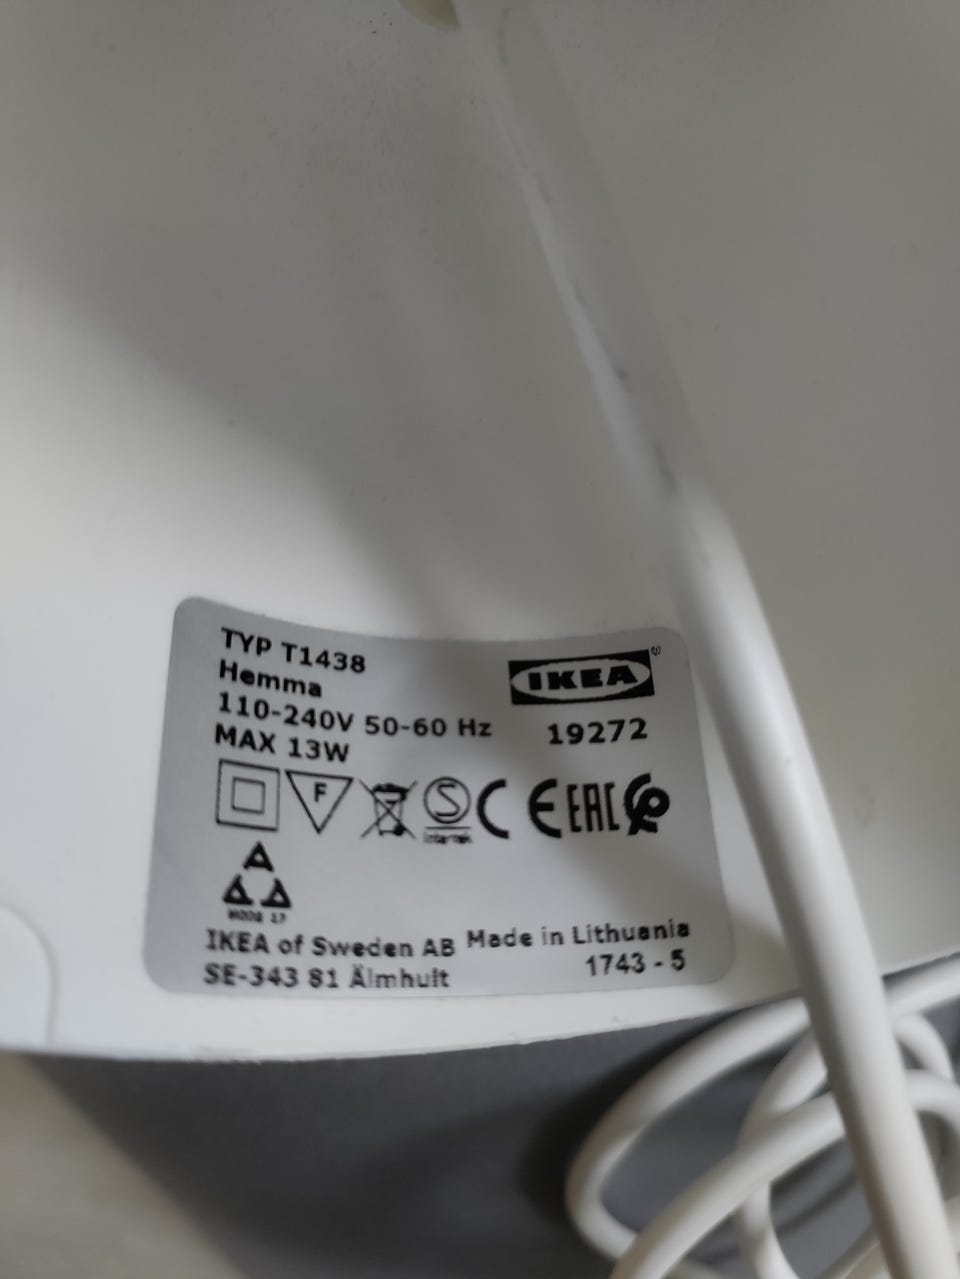 TYP T1438
Hemma
110-240V 50-60 Hz
MAX 13W
IKEA®
19272
F
S
Intertek
CE
EAC
IKEA of Sweden AB
SE-343 81 Älmhult
Made in Lithuania
1743 - 5